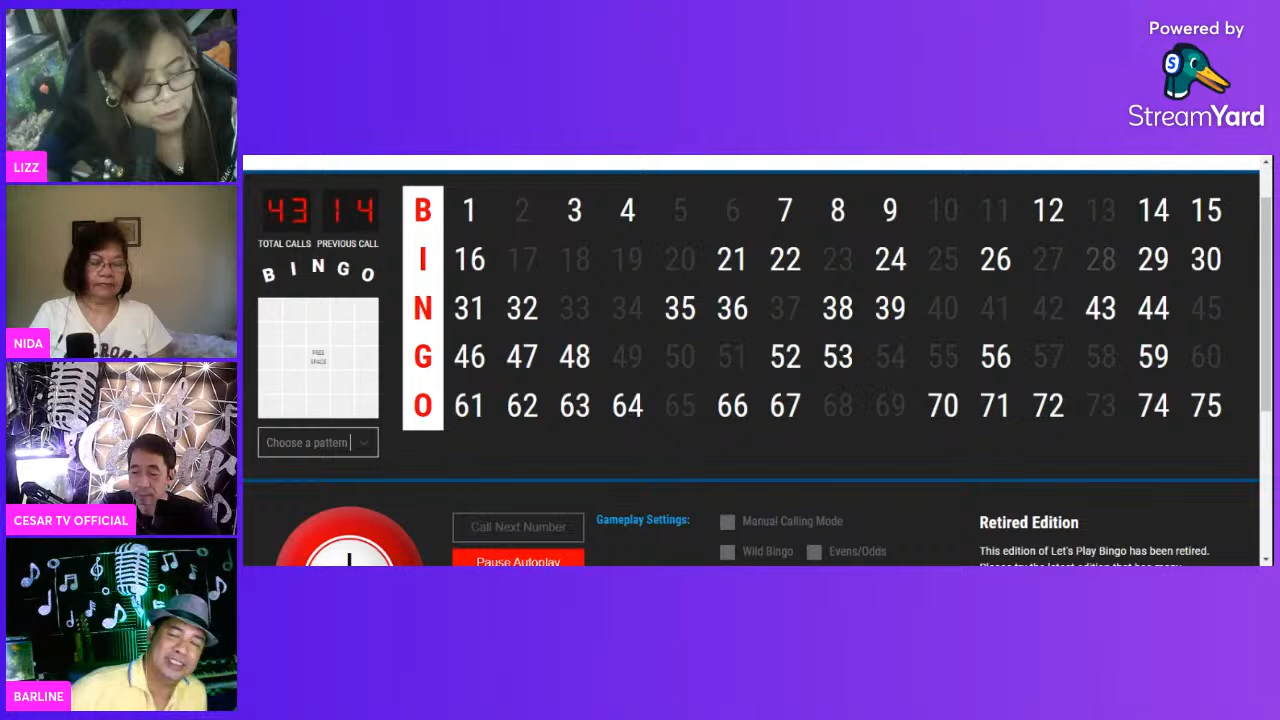 Powered by
StreamYard
LIZZ
NIDA
CESAR TV OFFICIAL
BARLINE
43 14
TOTAL CALLS PREVIOUS CALL
B I N G O
FREE
SPACE
Choose a pattern
B 1 2 3 4 5 6 7 8 9 10 11 12 13 14 15
I 16 17 18 19 20 21 22 23 24 25 26 27 28 29 30
N 31 32 33 34 35 36 37 38 39 40 41 42 43 44 45
G 46 47 48 49 50 51 52 53 54 55 56 57 58 59 60
O 61 62 63 64 65 66 67 68 69 70 71 72 73 74 75
Call Next Number
Pause Autoplay
Gameplay Settings:
Manual Calling Mode
Wild Bingo Evens/Odds
Retired Edition
This edition of Let's Play Bingo has been retired.